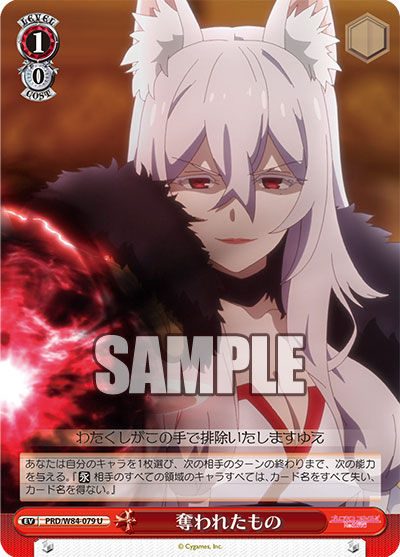 LEVEL
1
0
COST
SAMPLE
わたくしがこの手で排除いたしますゆえ
あなたは自分のキャラを1枚選び、次の相手のターンの終わりまで、次の能力
を与える。『【永】 相手のすべての領域のキャラすべては、カード名をすべて失い、
カード名を得ない。』
EV PRD/W84-079 U
奪われたもの
© Cygames, Inc.